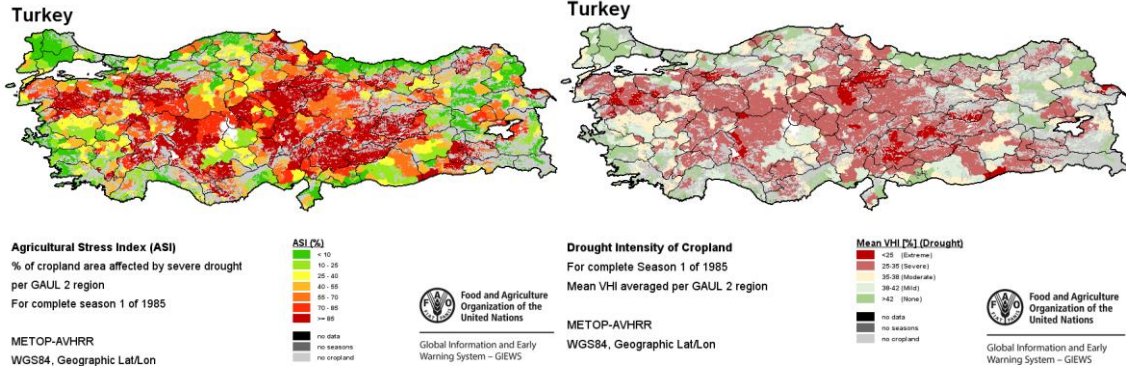 Turkey
Agricultural Stress Index (ASI)
% of cropland area affected by severe drought
per GAUL 2 region
For complete season 1 of 1985
METOP-AVHRR
WGS84, Geographic Lat/Lon
ASI (%)
< 10
10 - 25
25 - 40
40 - 55
55 - 70
70 - 85
>= 85
no data
no seasons
no cropland
FAO
FIAT PANIS
Food and Agriculture
Organization of the
United Nations
Global Information and Early
Warning System – GIEWS
Turkey
Drought Intensity of Cropland
For complete Season 1 of 1985
Mean VHI averaged per GAUL 2 region
METOP-AVHRR
WGS84, Geographic Lat/Lon
Mean VHI [%] (Drought)
<25 (Extreme)
25-35 (Severe)
35-38 (Moderate)
38-42 (Mild)
>42 (None)
no data
no seasons
no cropland
FAO
FIAT PANIS
Food and Agriculture
Organization of the
United Nations
Global Information and Early
Warning System – GIEWS